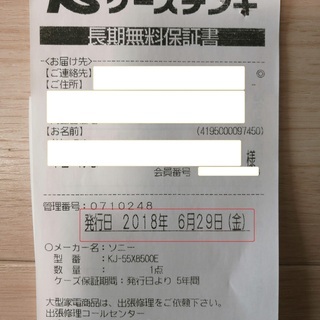 ケーズデンキ
長期無料保証書
<お届け先>
【ご連絡先】
【ご住所】
【お名前】 (4195000097450)
様
会員番号
管理番号:0710248
発行日 2018年 6月29日(金)
○メーカー名:ソニー
型 番 : KJ-55X8500E
数 量 : 1点
ケーズ保証期間:発行日より 5年間
大型家電商品は、出張修理をご依頼下さい。
出張修理コールセンター